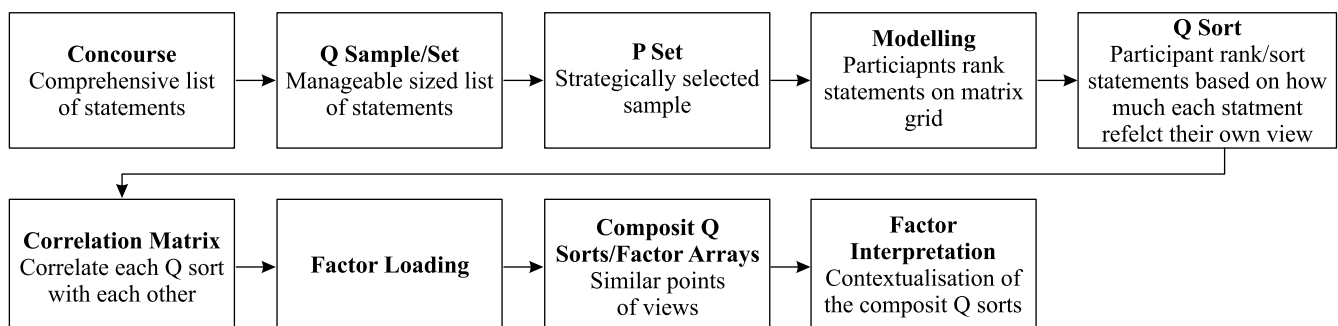 Concourse
Comprehensive list
of statements
Q Sample/Set
Manageable sized list
of statements
P Set
Strategically selected
sample
Modelling
Particiapnts rank
statements on matrix
grid
Q Sort
Participant rank/sort
statements based on how
much each statment
refelct their own view
Correlation Matrix
Correlate each Q sort
with each other
Factor Loading
Composit Q
Sorts/Factor Arrays
Similar points
of views
Factor
Interpretation
Contextualisation of
the composit Q sorts